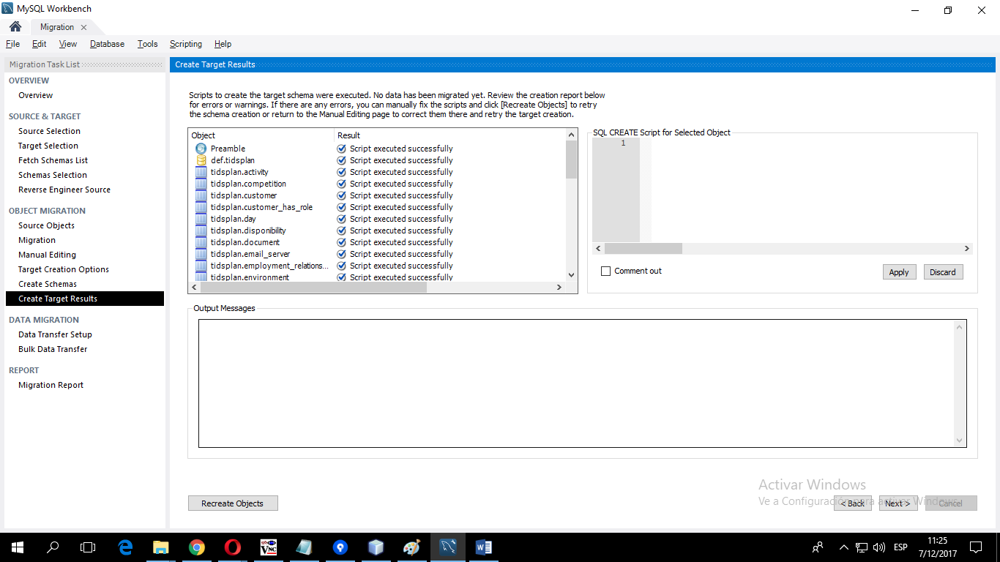 MySQL Workbench
Migration
File Edit View Database Tools Scripting Help
Migration Task List
OVERVIEW
Overview
SOURCE & TARGET
Source Selection
Target Selection
Fetch Schemas List
Schemas Selection
Reverse Engineer Source
OBJECT MIGRATION
Source Objects
Migration
Manual Editing
Target Creation Options
Create Schemas
Create Target Results
DATA MIGRATION
Data Transfer Setup
Bulk Data Transfer
REPORT
Migration Report
Create Target Results
Scripts to create the target schema were executed. No data has been migrated yet. Review the creation report below
for errors or warnings. If there are any errors, you can manually fix the scripts and click [Recreate Objects] to retry
the schema creation or return to the Manual Editing page to correct them there and retry the target creation.
Object Result
Preamble Script executed successfully
def.tidsplan Script executed successfully
tidsplan.activity Script executed successfully
tidsplan.competition Script executed successfully
tidsplan.customer Script executed successfully
tidsplan.customer_has_role Script executed successfully
tidsplan.day Script executed successfully
tidsplan.disponibility Script executed successfully
tidsplan.document Script executed successfully
tidsplan.email_server Script executed successfully
tidsplan.employment_relations... Script executed successfully
tidsplan.environment Script executed successfully
SQL CREATE Script for Selected Object
1
Comment out
Apply Discard
Output Messages
Recreate Objects
Activar Windows
Ve a Configuración para activar Windows.
< Back Next > Cancel
VNC
ESP
11:25
7/12/2017